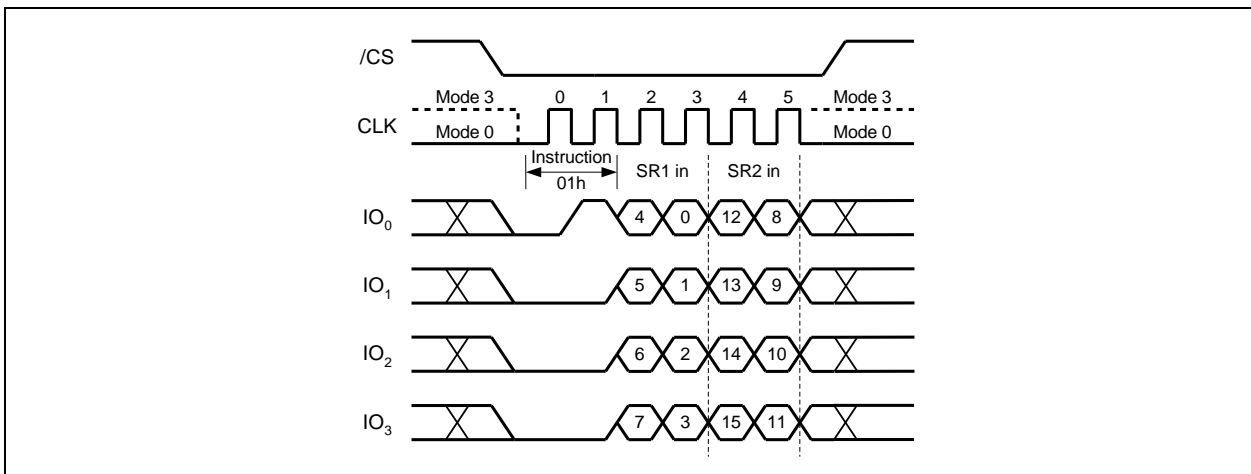 /CS
Mode 3 0 1 2 3 4 5 Mode 3
CLK Mode 0 Mode 0
Instruction SR1 in SR2 in
01h
IO0 4 0 12 8
IO1 5 1 13 9
IO2 6 2 14 10
IO3 7 3 15 11